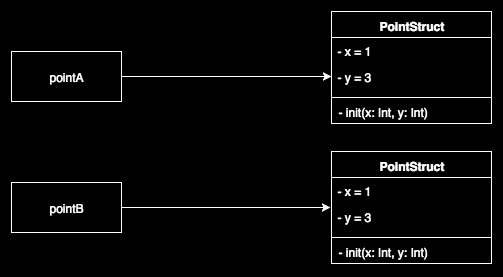 PointStruct
- x = 1
pointA
- y = 3
- init(x: Int, y: Int)
PointStruct
- x = 1
pointB
- y = 3
- init(x: Int, y: Int)